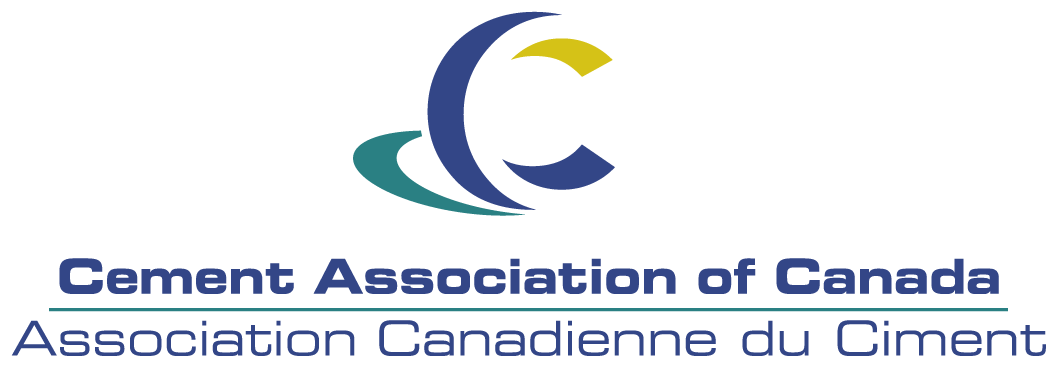 Cement Association of Canada
Association Canadienne du Ciment